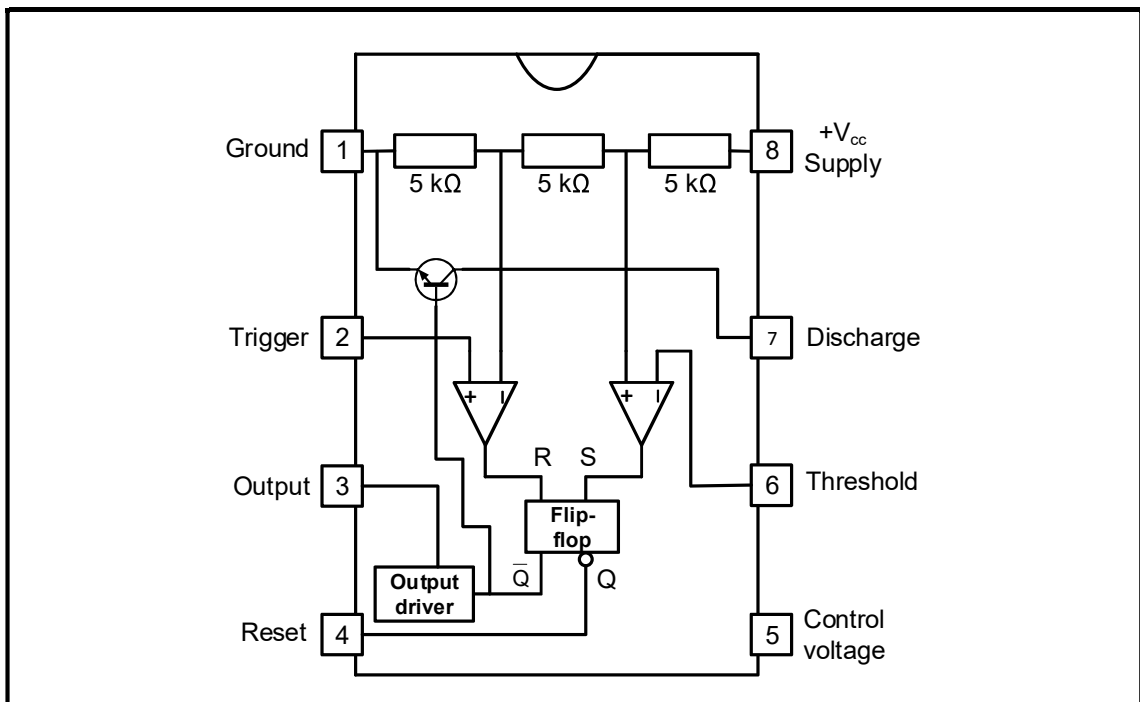 Ground 1
5 kΩ 5 kΩ 5 kΩ
8 +Vcc
Supply
Trigger 2
7 Discharge
+ − + −
R S
Output 3
6 Threshold
Flip-
flop
Q̅ Q
Output
driver
Reset 4
5 Control
voltage